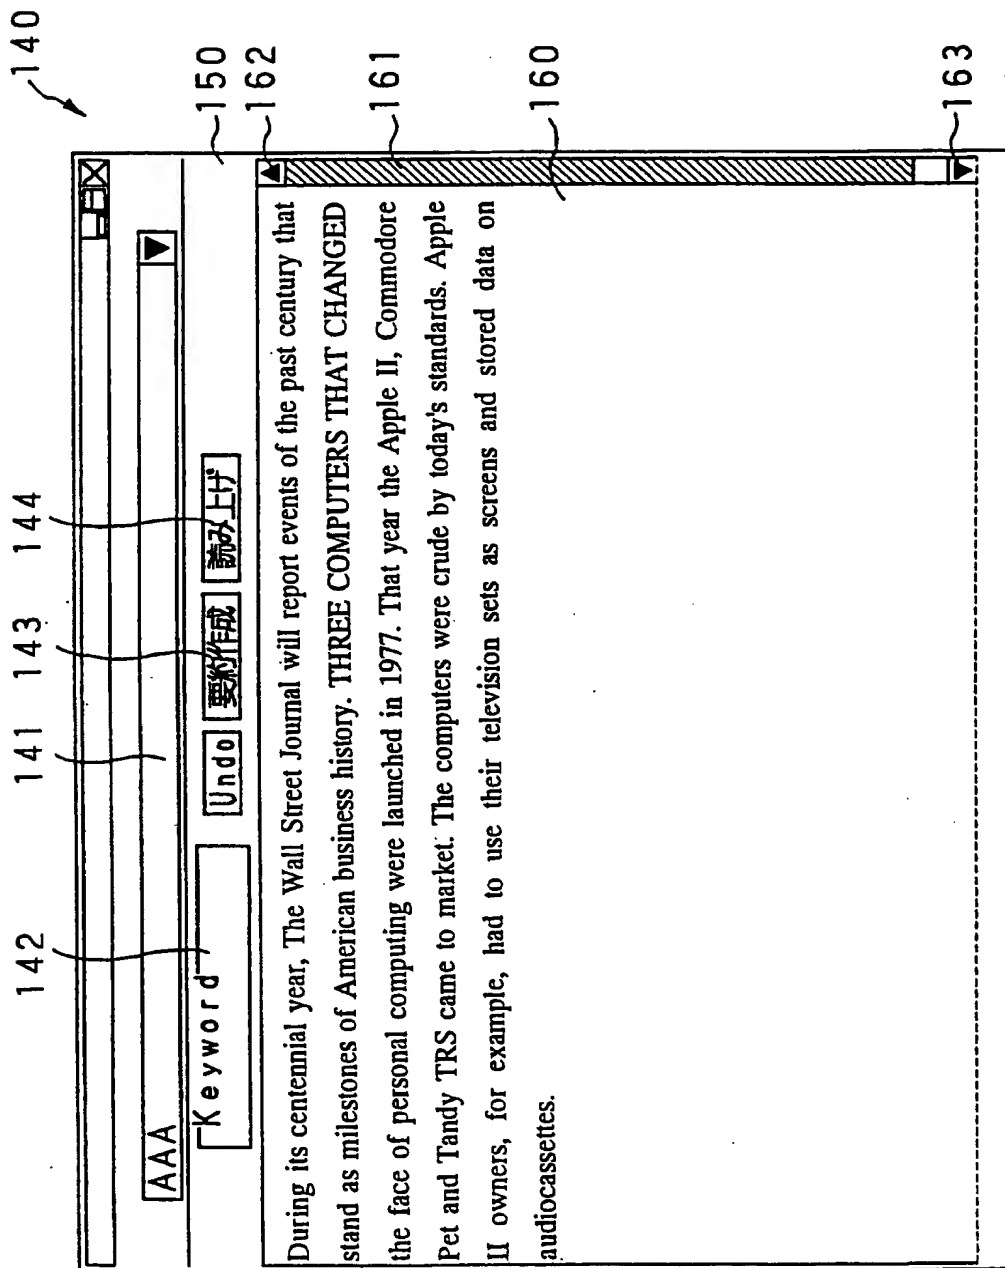 140
142 141 143 144
AAA
Keyword Undo 要約作成 読み上げ
150
162
161
160
163
During its centennial year, The Wall Street Journal will report events of the past century that
stand as milestones of American business history. THREE COMPUTERS THAT CHANGED
the face of personal computing were launched in 1977. That year the Apple II, Commodore
Pet and Tandy TRS came to market. The computers were crude by today's standards. Apple
II owners, for example, had to use their television sets as screens and stored data on
audiocassettes.